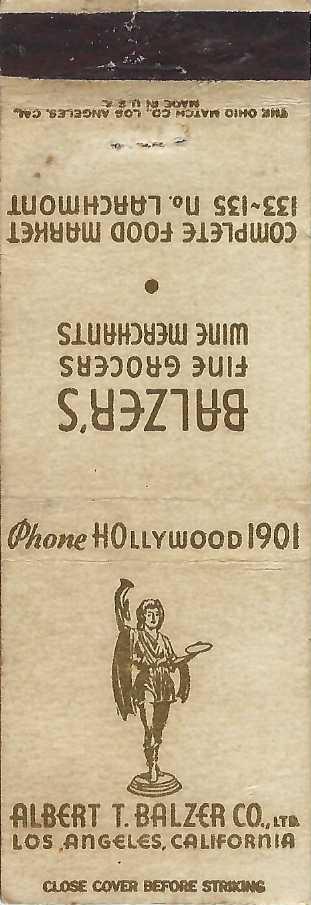 THE OHIO MATCH CO., LOS ANGELES, CAL.
MADE IN U.S.A.
BALZER'S
FINE GROCERS
WINE MERCHANTS
•
COMPLETE FOOD MARKET
133~135 No. LARCHMONT
Phone HOLLYWOOD 1901
ALBERT T. BALZER CO., LTD.
LOS ANGELES, CALIFORNIA
CLOSE COVER BEFORE STRIKING